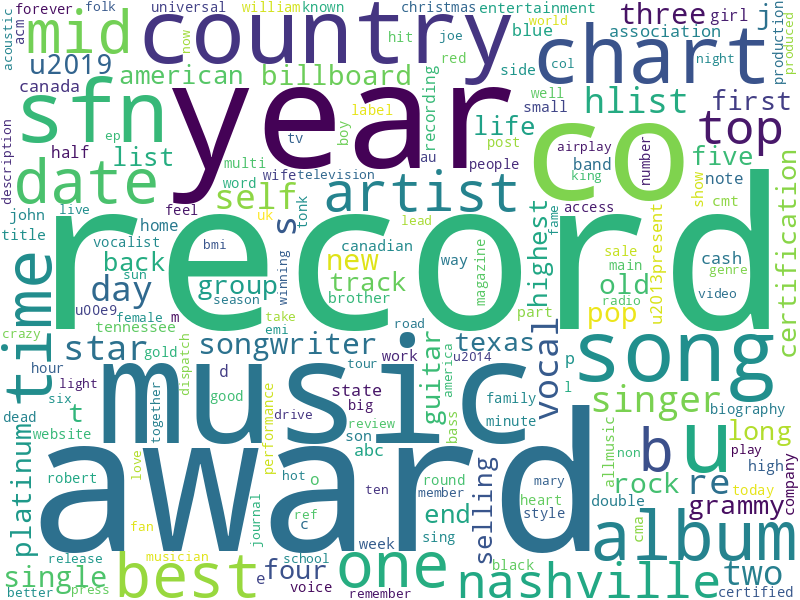 forever
folk
universal
william
known
christmas
entertainment
world
acoustic
acm
mid
country
hit
joe
blue
three
girl
j
production
produced
now
chart
u2019
american
billboard
red
side
association
night
col
canada
sfn
year
tv
label
recording
life
small
well
hlist
first
top
description
half
ep
boy
post
co
airplay
number
list
multi
au
people
band
five
date
word
wife
television
artist
king
show
note
cmt
self
feel
uk
tonk
s
lead
fame
access
john
live
home
record
title
vocalist
back
bmi
winning
canadian
way
magazine
highest
sale
main
cash
genre
certification
sun
day
group
new
track
old
radio
video
u00e9
season
brother
part
pop
u2013present
female
m
take
tennessee
emi
road
crazy
time
star
gold
songwriter
tour
work
u2014
texas
vocal
song
hour
dispatch
d
state
guitar
america
p
light
music
together
good
big
family
l
singer
six
drive
minute
biography
dead
t
performance
review
son
bass
b
u
long
website
abc
allmusic
platinum
robert
love
award
hot
round
selling
mary
rock
re
non
play
high
ten
member
heart
double
grammy
today
company
fan
journal
o
ref
c
end
style
cma
album
release
musician
week
sing
single
best
school
four
one
black
nashville
two
better
press
e
voice
remember
certified